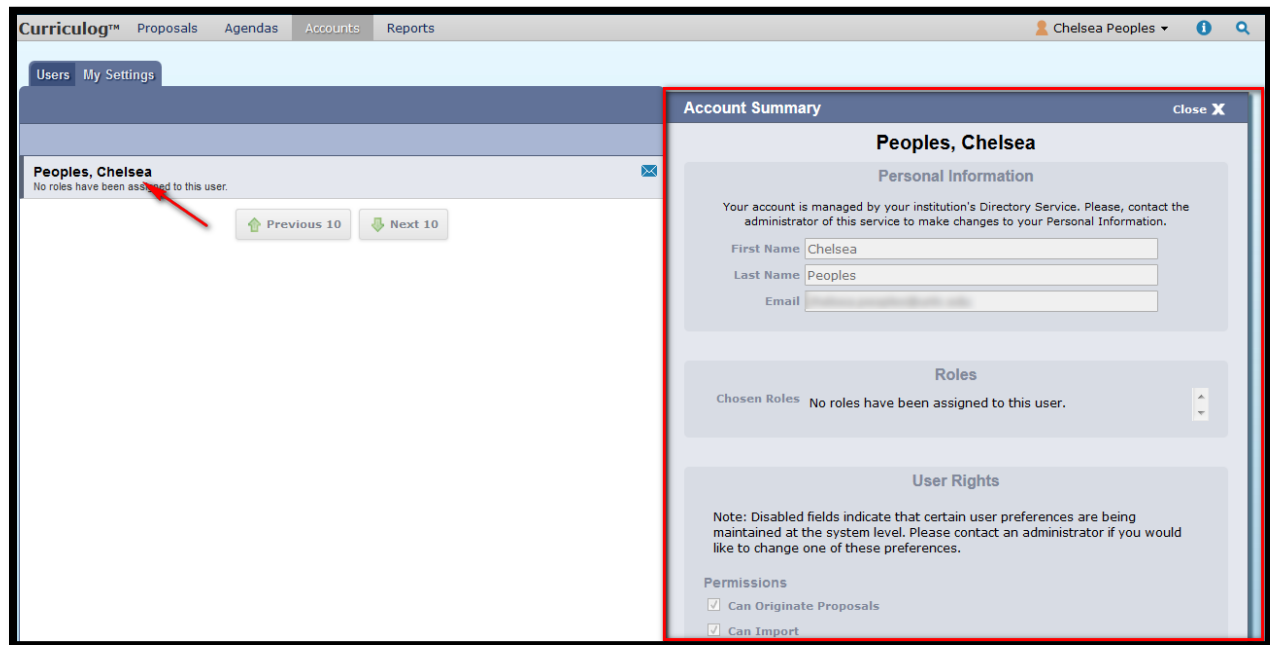 Curriculog™ Proposals Agendas Accounts Reports Chelsea Peoples
Users My Settings
Peoples, Chelsea
No roles have been assigned to this user.
Previous 10 Next 10
Account Summary Close X
Peoples, Chelsea
Personal Information
Your account is managed by your institution's Directory Service. Please, contact the
administrator of this service to make changes to your Personal Information.
First Name Chelsea
Last Name Peoples
Email
Roles
Chosen Roles No roles have been assigned to this user.
User Rights
Note: Disabled fields indicate that certain user preferences are being
maintained at the system level. Please contact an administrator if you would
like to change one of these preferences.
Permissions
Can Originate Proposals
Can Import